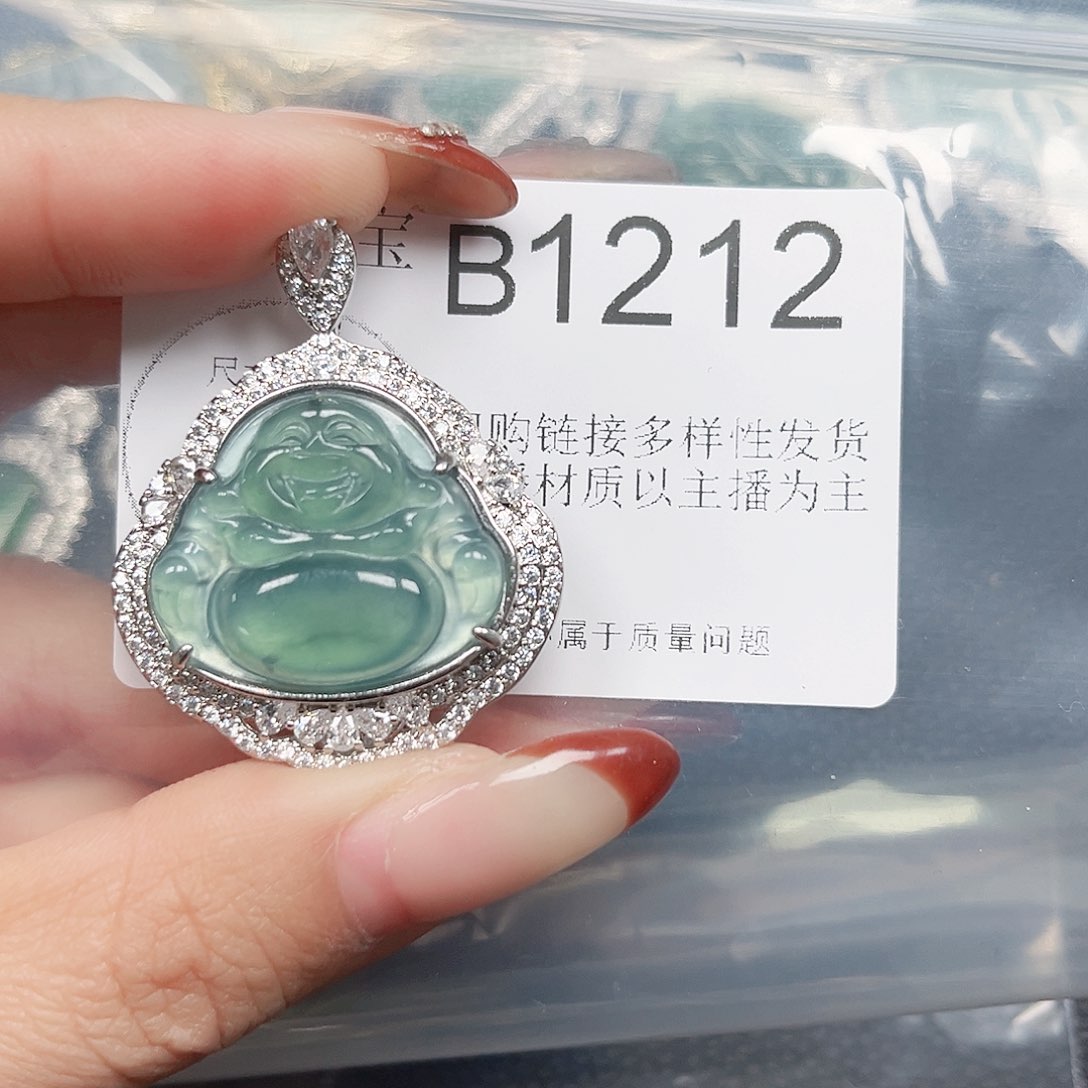 宝 B1212
尺
购链接多样性发货
材质以主播为主
属于质量问题